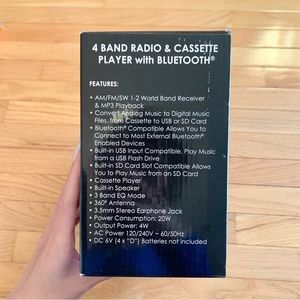 4 BAND RADIO & CASSETTE
PLAYER with BLUETOOTH®
FEATURES:
• AM/FM/SW 1-2 World Band Receiver
& MP3 Playback
• Convert Analog Music to Digital Music
Files, from Cassette to USB or SD Card
• Bluetooth® Compatible Allows You to
Connect to Most External Bluetooth®
Enabled Devices
• Built-in USB Input Compatible, Play Music
from a USB Flash Drive
• Built-in SD Card Slot Compatible Allows
You to Play Music from an SD Card
• Cassette Player
• Built-in Speaker
• 3 Band EQ Mode
• 360° Antenna
• 3.5mm Stereo Earphone Jack
• Power Consumption: 20W
• Output Power: 4W
• AC Power 120/240V ~ 60/50Hz
• DC 6V (4 x "D") Batteries not Included